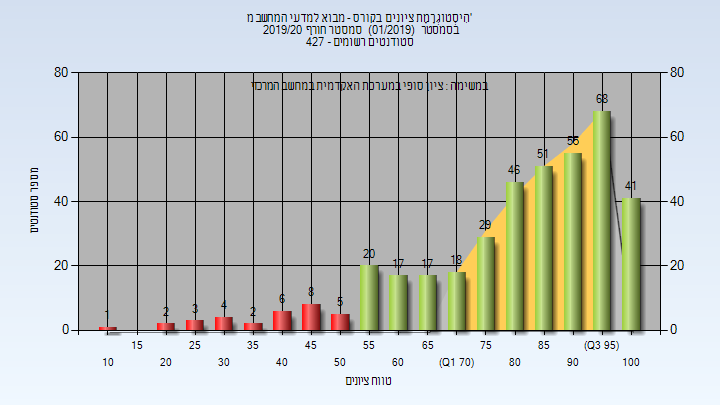 היסטוגרמת ציונים בקורס - מבוא למדעי המחשב מ'
בסמסטר (01/2019) סמסטר חורף 2019/20
סטודנטים רשומים - 427
במשימה : ציון סופי במערכת האקדמית במחשב המרכזי
מספר סטודנטים
80 80
60 60
40 40
20 20
0 0
1 2 3 4 2 6 8 5 20 17 17 18 29 46 51 55 68 41
15 25 35 45 55 65 75 85 (Q3 95)
10 20 30 40 50 60 (Q1 70) 80 90 100
טווח ציונים